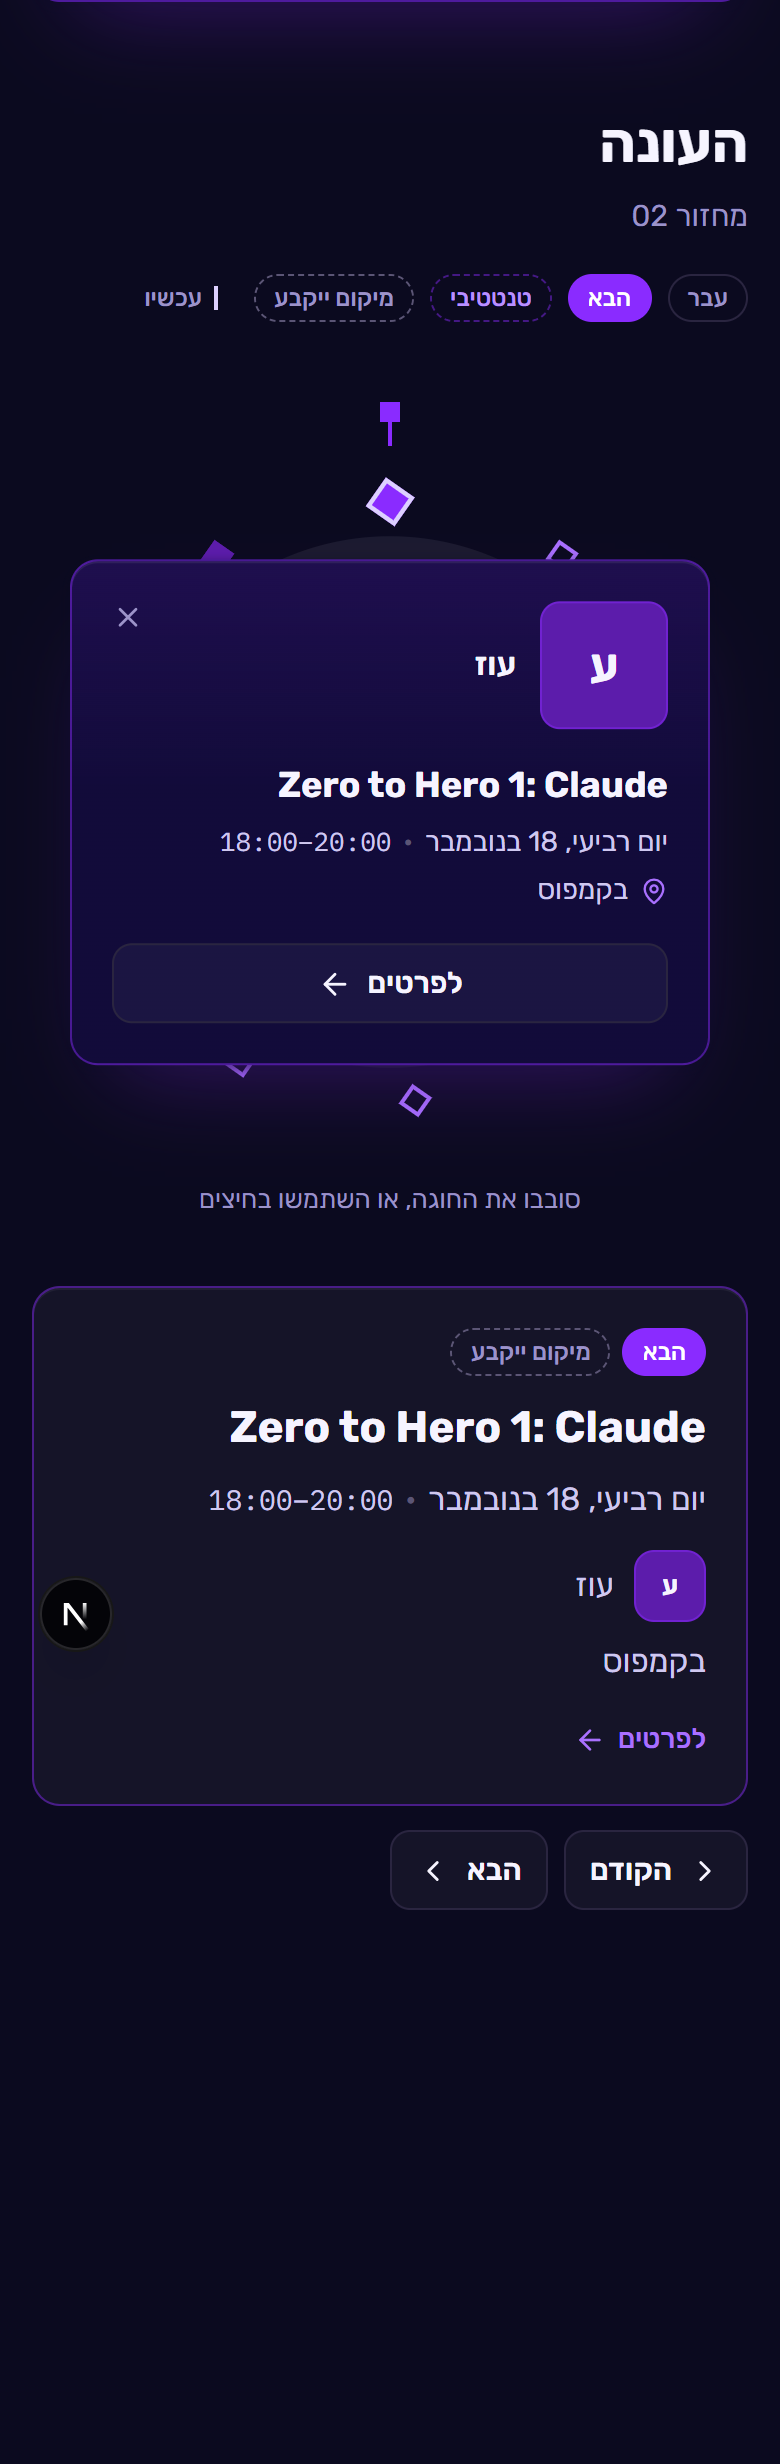 העונה
מחזור 02
עבר הבא טנטטיבי מיקום ייקבע עכשיו
ע עוז
Zero to Hero 1: Claude
יום רביעי, 18 בנובמבר • 18:00–20:00
בקמפוס
לפרטים
סובבו את החוגה, או השתמשו בחיצים
הבא מיקום ייקבע
Zero to Hero 1: Claude
יום רביעי, 18 בנובמבר • 18:00–20:00
ע עוז
N
בקמפוס
לפרטים
הקודם הבא